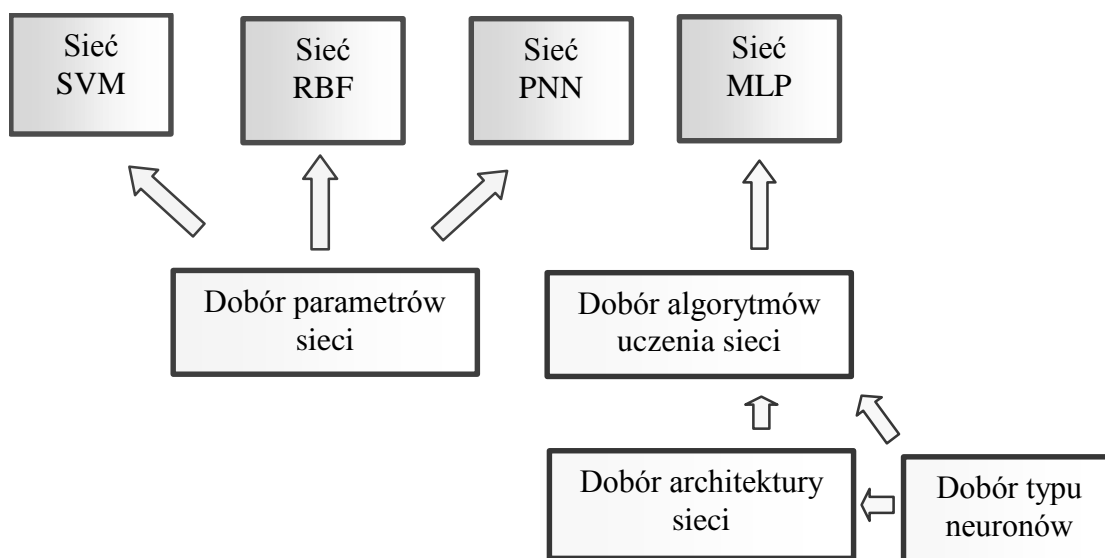 Sieć
SVM
Sieć
RBF
Sieć
PNN
Sieć
MLP
Dobór parametrów
sieci
Dobór algorytmów
uczenia sieci
Dobór architektury
sieci
Dobór typu
neuronów